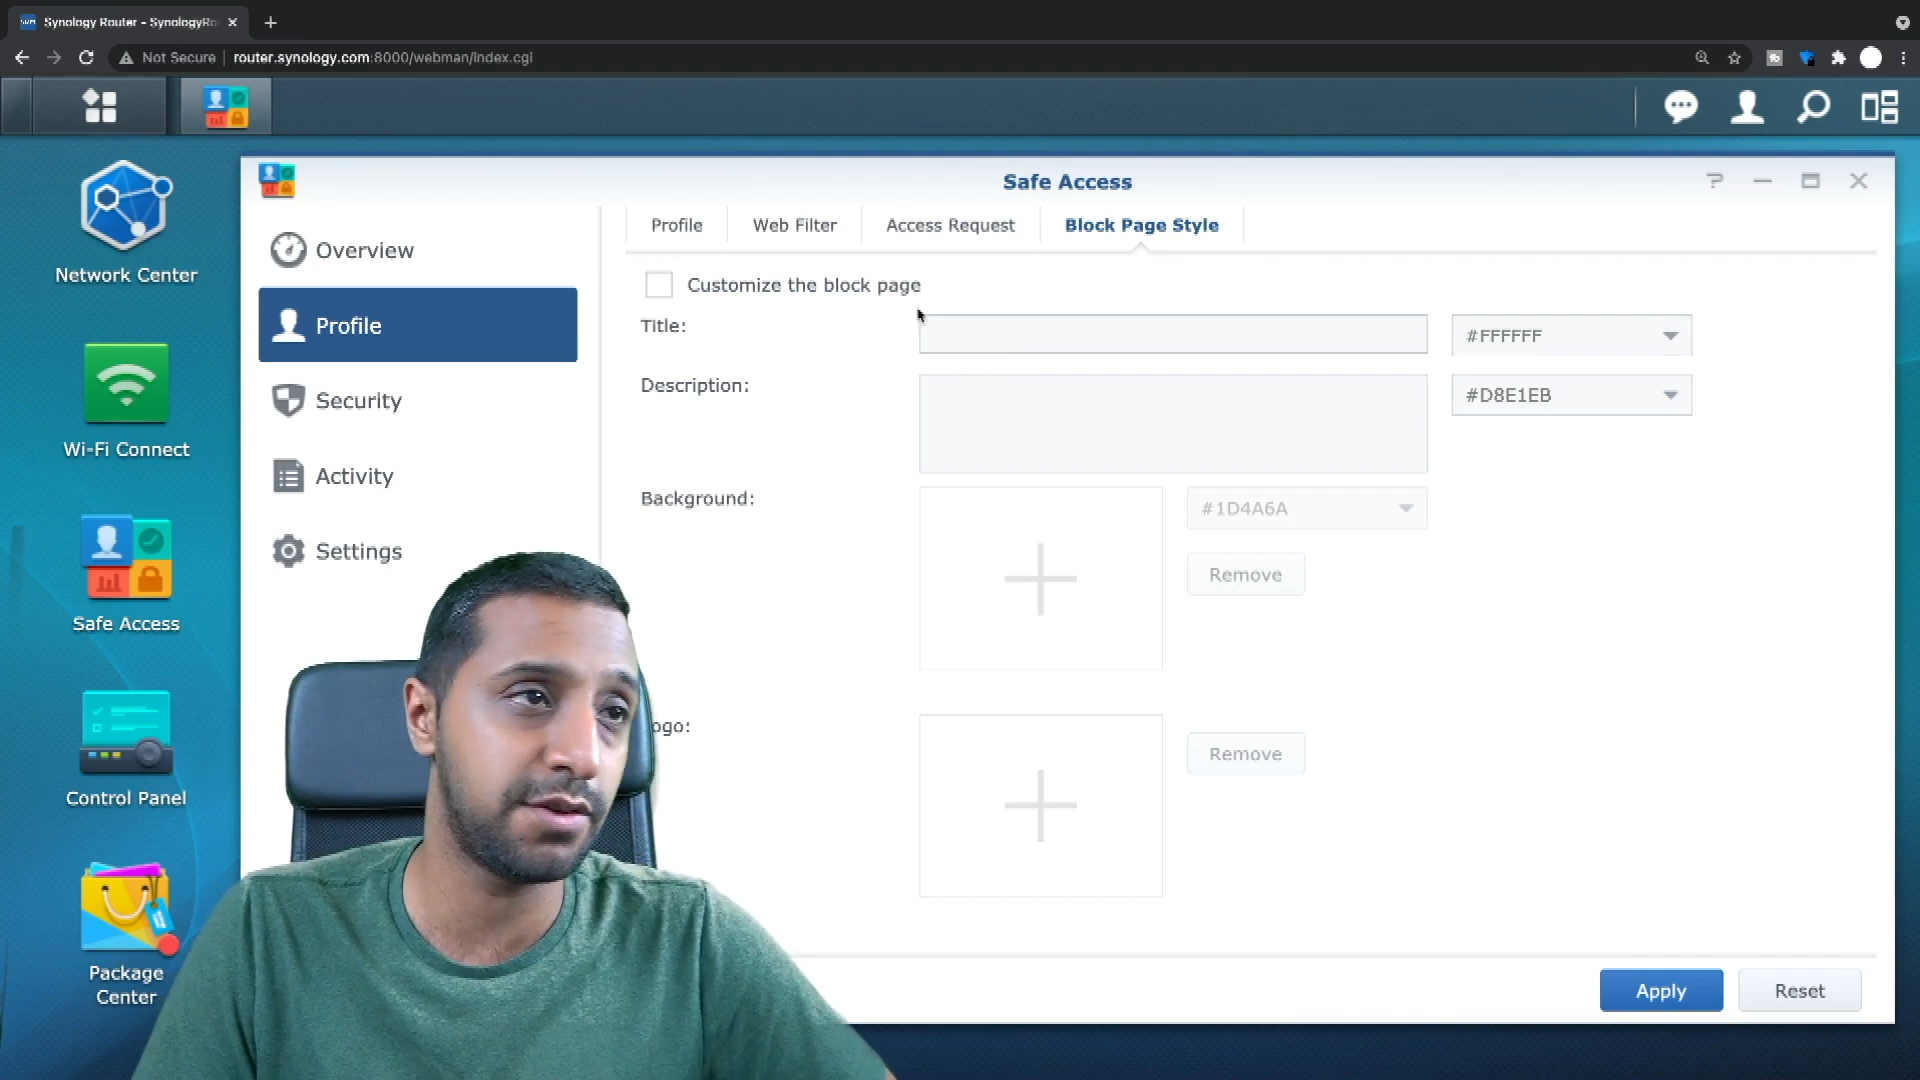 Synology Router - SynologyRo
Not Secure
router.synology.com:8000/webman/index.cgi
Network Center
Wi-Fi Connect
Safe Access
Control Panel
Package
Center
Safe Access
Overview
Profile
Security
Activity
Settings
Profile
Web Filter
Access Request
Block Page Style
Customize the block page
Title:
#FFFFFF
Description:
#D8E1EB
Background:
#1D4A6A
Remove
ogo:
Remove
Apply
Reset